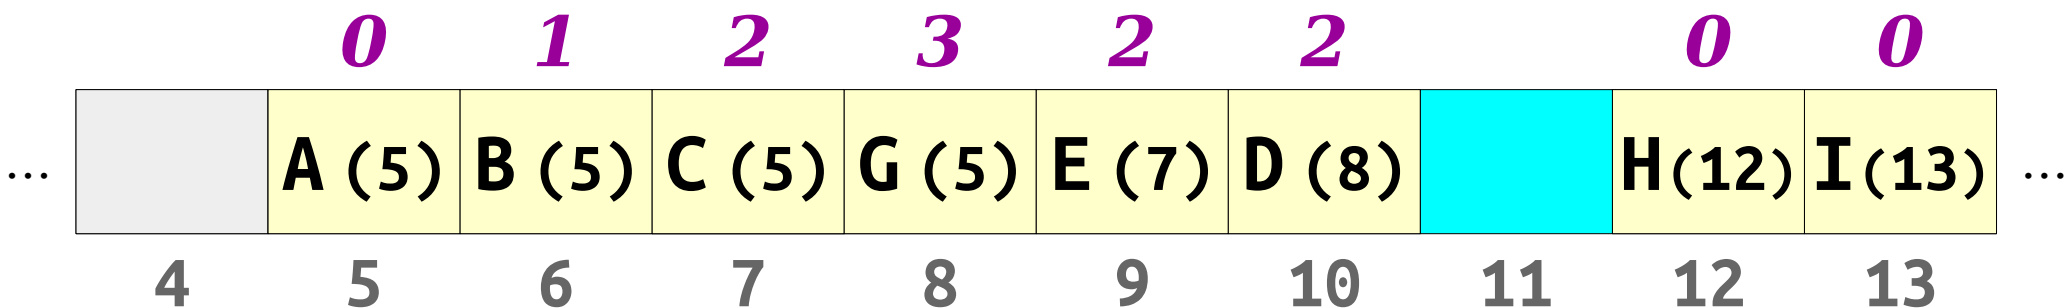 0 1 2 3 2 2 0 0
... A (5) B (5) C (5) G (5) E (7) D (8) H(12) I(13) ...
4 5 6 7 8 9 10 11 12 13